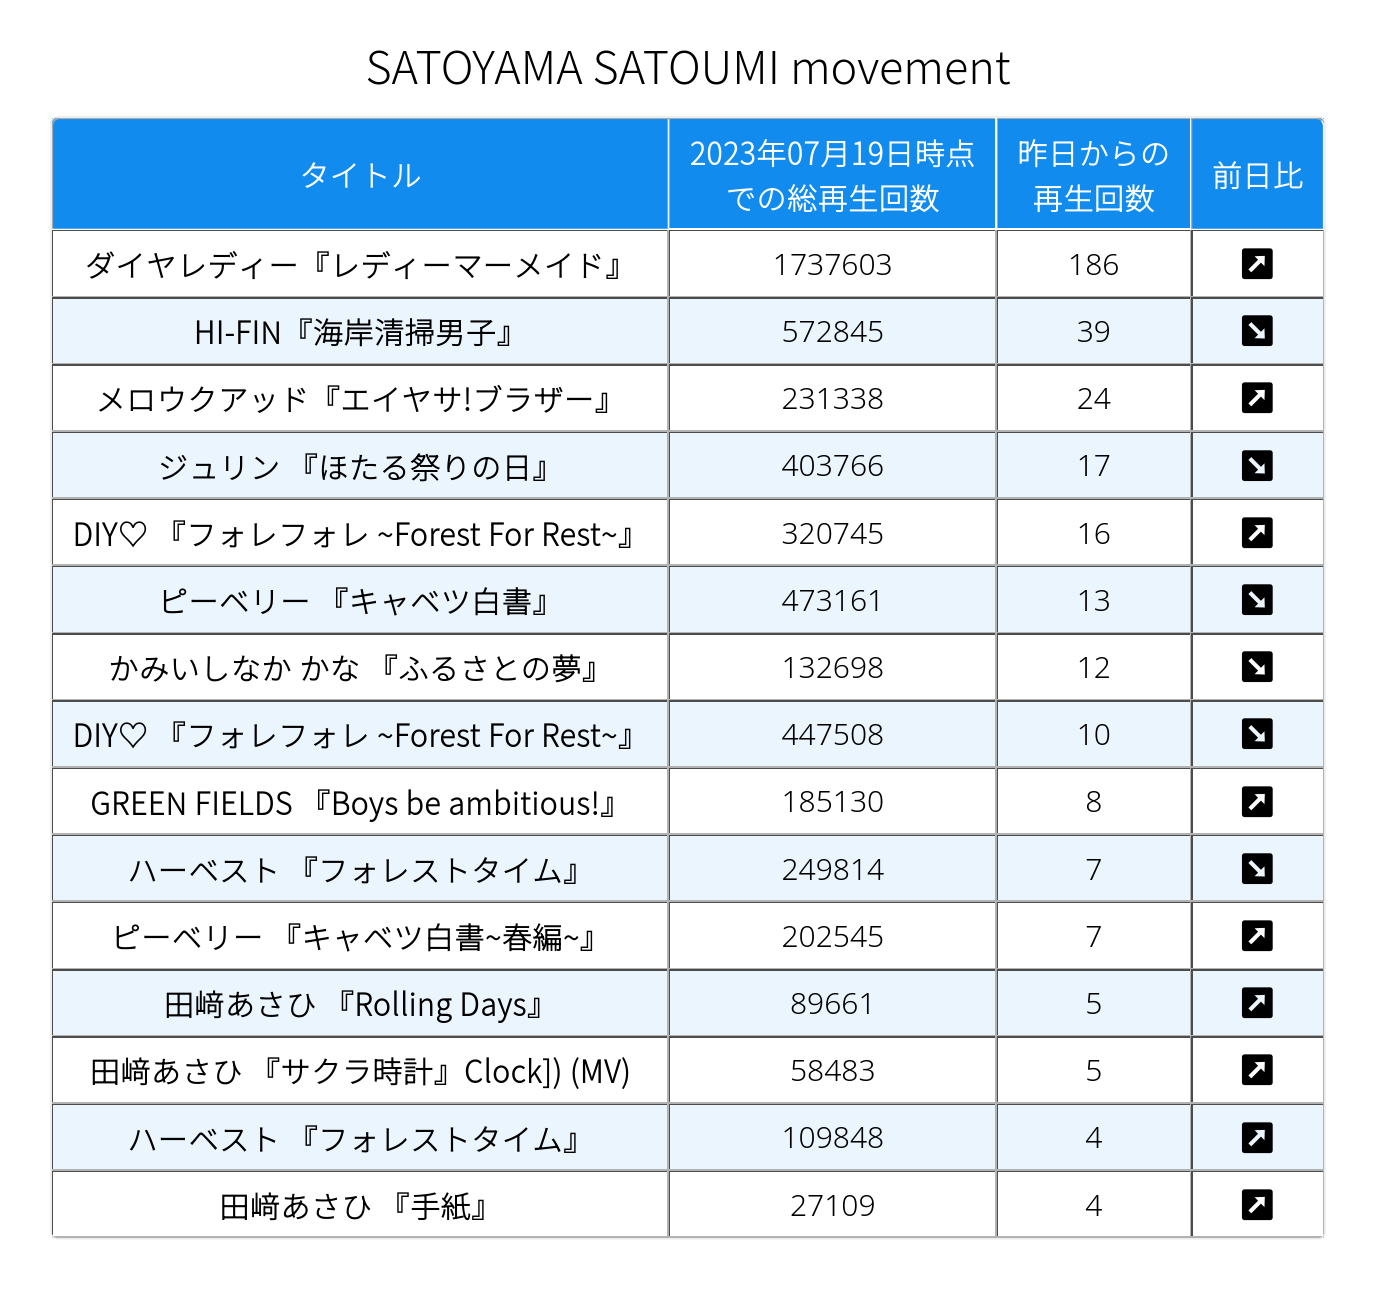 SATOYAMA SATOUMI movement
タイトル 2023年07月19日時点での総再生回数 昨日からの再生回数 前日比
ダイヤレディー『レディーマーメイド』 1737603 186 ↗
HI-FIN『海岸清掃男子』 572845 39 ↘
メロウクアッド『エイヤサ!ブラザー』 231338 24 ↗
ジュリン 『ほたる祭りの日』 403766 17 ↘
DIY♡ 『フォレフォレ ~Forest For Rest~』 320745 16 ↗
ピーベリー 『キャベツ白書』 473161 13 ↘
かみいしなか かな 『ふるさとの夢』 132698 12 ↘
DIY♡ 『フォレフォレ ~Forest For Rest~』 447508 10 ↘
GREEN FIELDS 『Boys be ambitious!』 185130 8 ↗
ハーベスト 『フォレストタイム』 249814 7 ↘
ピーベリー 『キャベツ白書~春編~』 202545 7 ↗
田﨑あさひ 『Rolling Days』 89661 5 ↗
田﨑あさひ 『サクラ時計』Clock]) (MV) 58483 5 ↗
ハーベスト 『フォレストタイム』 109848 4 ↗
田﨑あさひ 『手紙』 27109 4 ↗